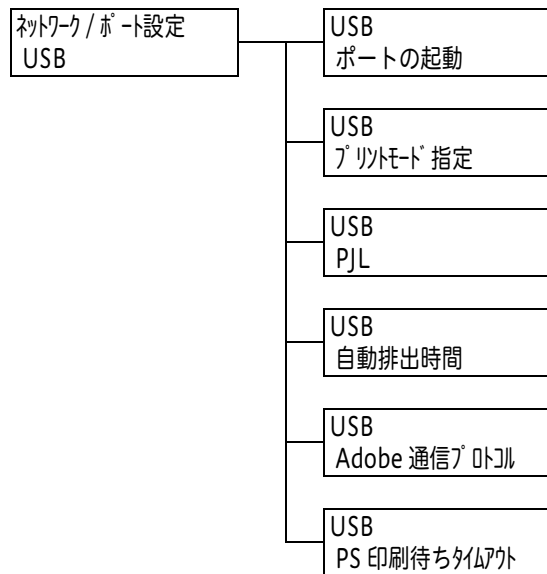 ﾈｯﾄﾜｰｸ / ﾎﾟｰﾄ設定
USB
USB
ポートの起動
USB
ﾌﾟﾘﾝﾄﾓｰﾄﾞ指定
USB
PJL
USB
自動排出時間
USB
Adobe 通信ﾌﾟﾛﾄｺﾙ
USB
PS 印刷待ちﾀｲﾑｱｳﾄ